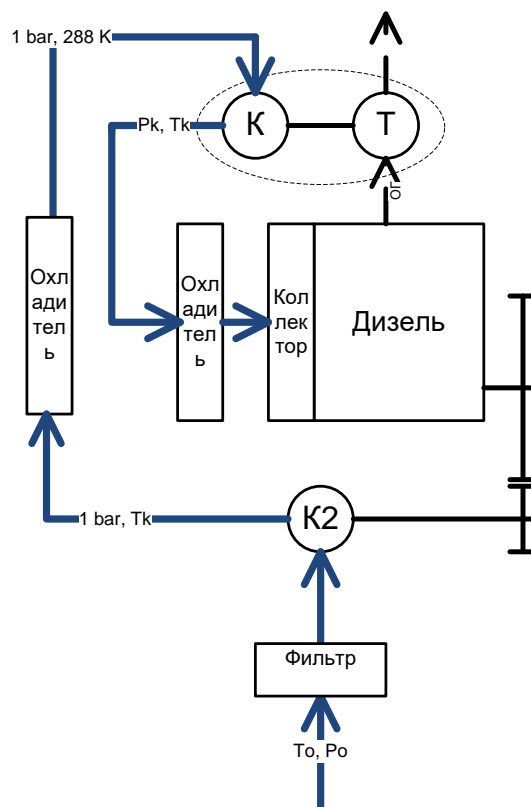 1 bar, 288 K
К
Т
Pk, Tk
ОГ
Охл
ади
тел
ь
Охл
ади
тел
ь
Кол
лек
тор
Дизель
К2
1 bar, Tk
Фильтр
To, Po